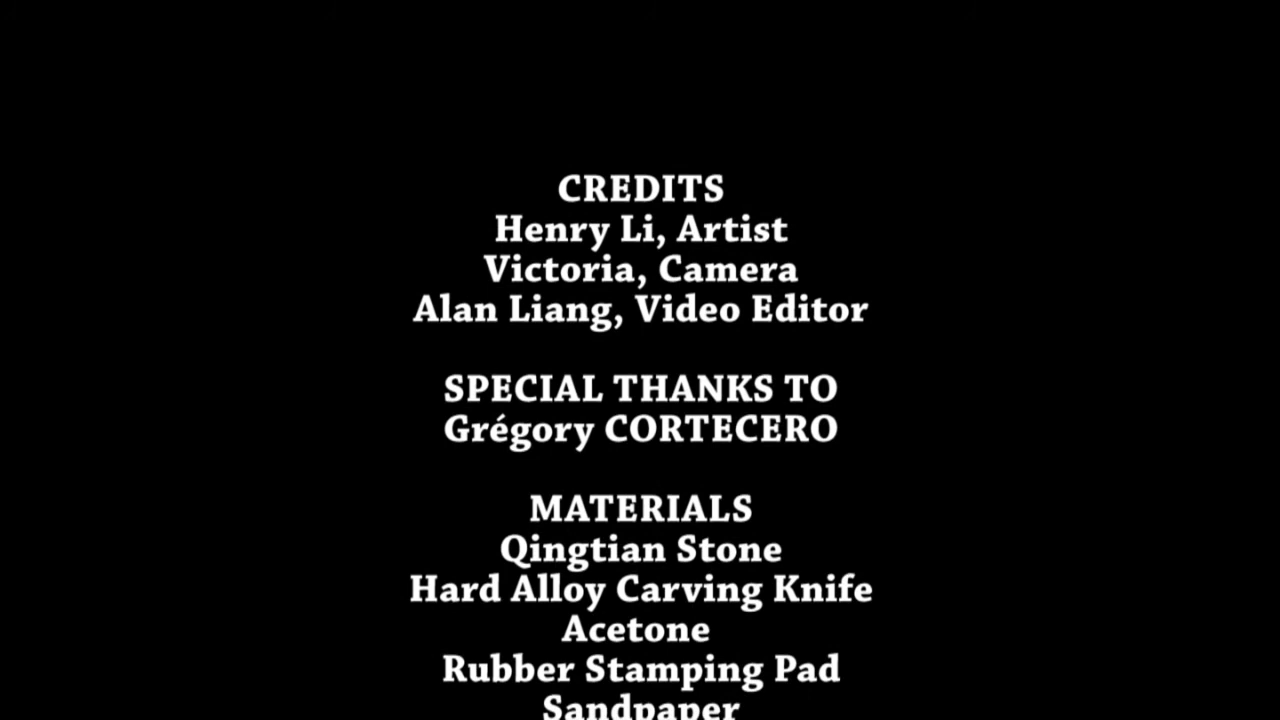 CREDITS
Henry Li, Artist
Victoria, Camera
Alan Liang, Video Editor
SPECIAL THANKS TO
Grégory CORTECERO
MATERIALS
Qingtian Stone
Hard Alloy Carving Knife
Acetone
Rubber Stamping Pad
Sandpaper